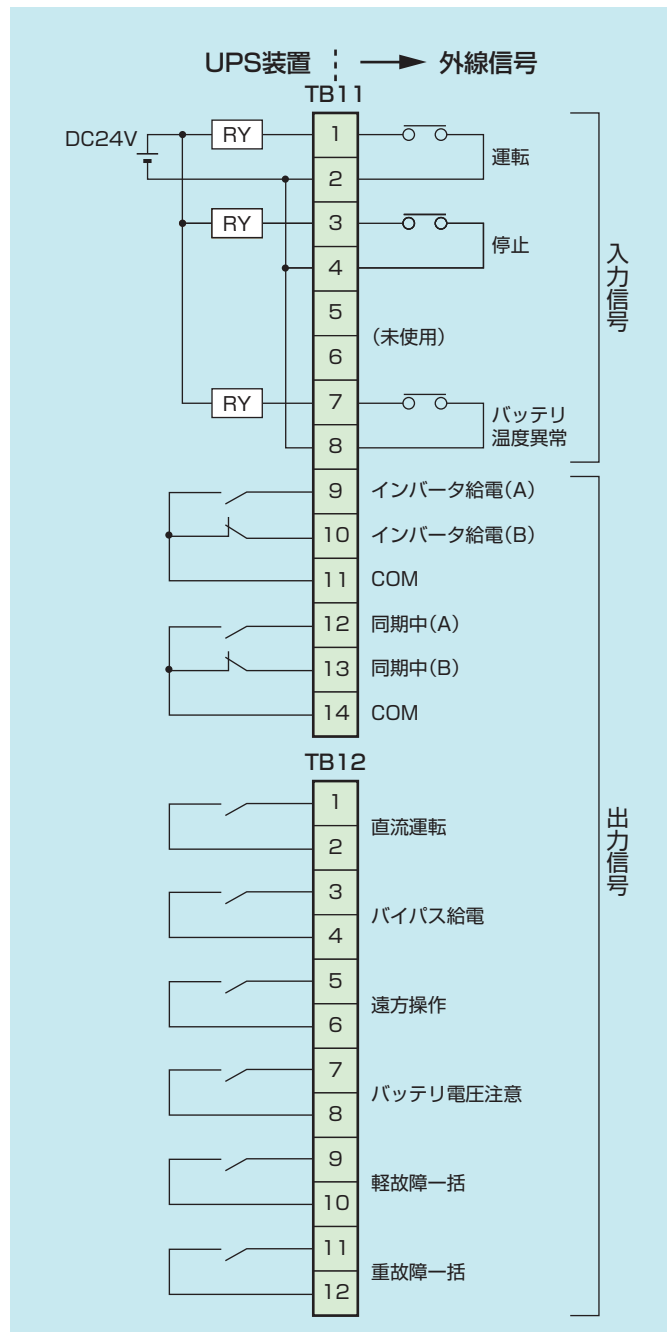 UPS装置 外線信号
TB11
DC24V
RY 1
運転
2
RY 3
停止
4
5
(未使用)
6
RY 7
バッテリ
温度異常
8
入力信号
9 インバータ給電(A)
10 インバータ給電(B)
11 COM
12 同期中(A)
13 同期中(B)
14 COM
TB12
1
直流運転
2
3
バイパス給電
4
5
遠方操作
6
7
バッテリ電圧注意
8
9
軽故障一括
10
11
重故障一括
12
出力信号